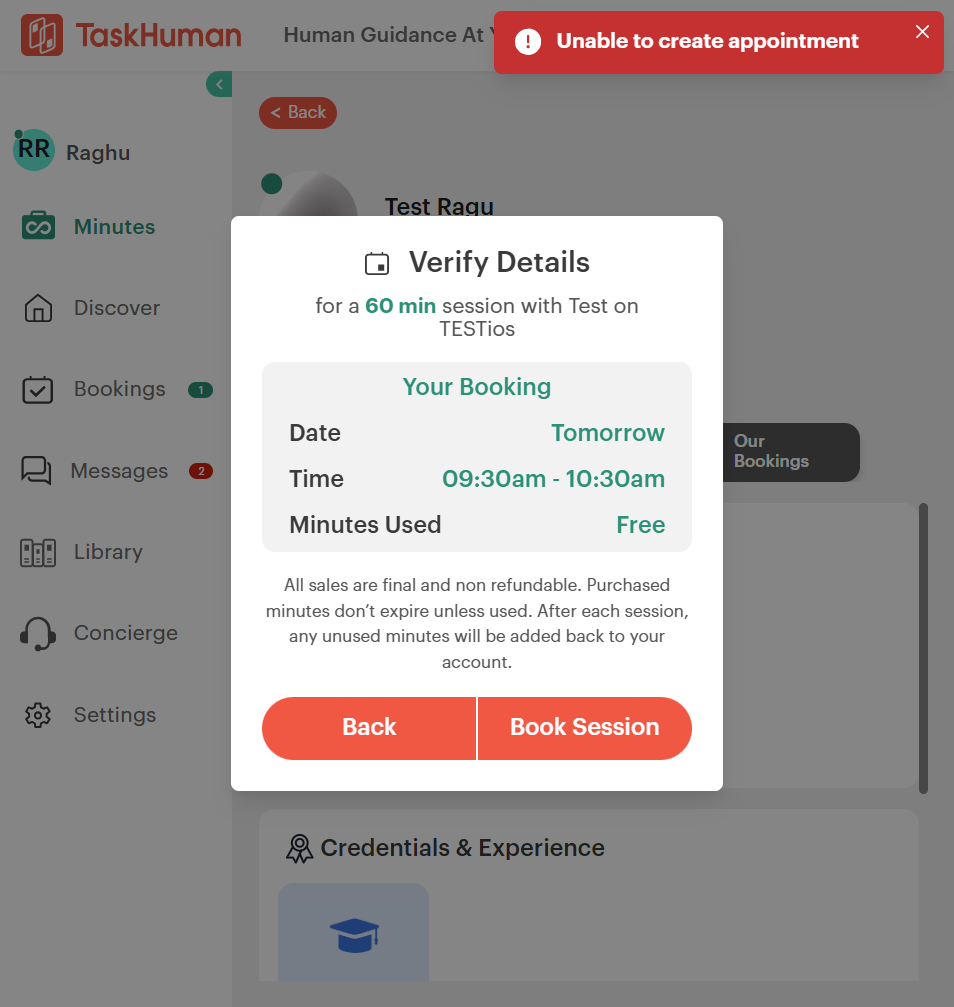 TaskHuman
Human Guidance At
Unable to create appointment
< Back
RR
Raghu
Test Ragu
Minutes
Verify Details
for a 60 min session with Test on
TESTios
Discover
Your Booking
Bookings 1
Date Tomorrow
Our
Bookings
Messages 2
Time 09:30am - 10:30am
Minutes Used Free
Library
All sales are final and non refundable. Purchased
minutes don’t expire unless used. After each session,
any unused minutes will be added back to your
account.
Concierge
Settings
Back
Book Session
Credentials & Experience